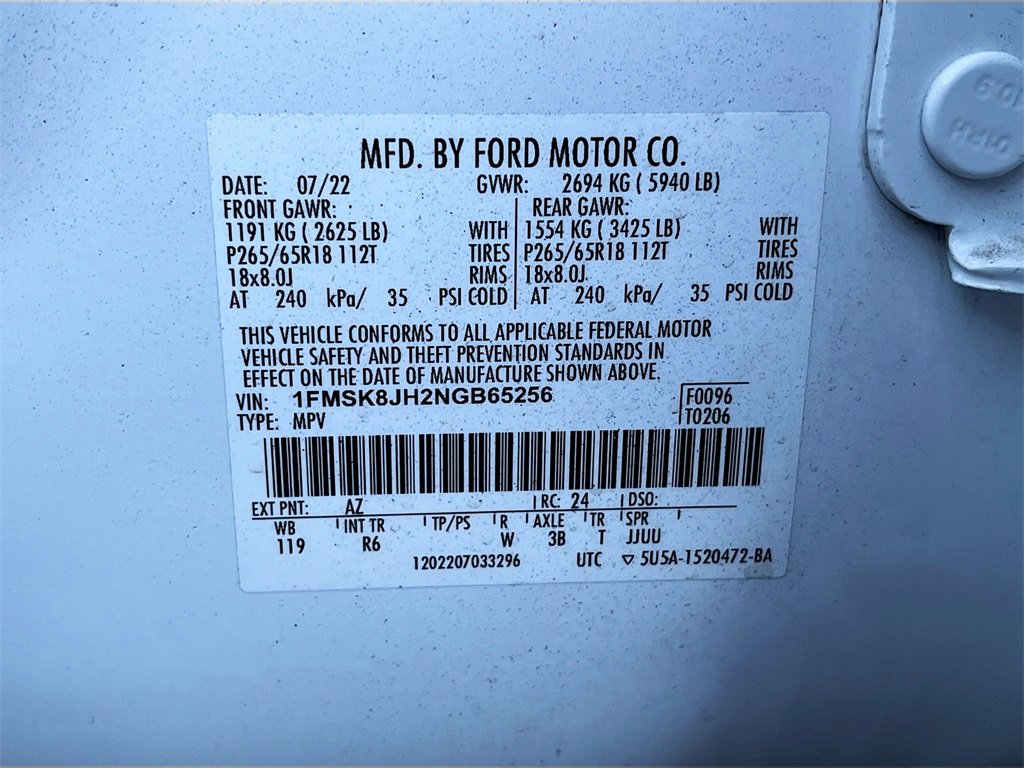 MFD. BY FORD MOTOR CO.
DATE: 07/22 GVWR: 2694 KG ( 5940 LB)
FRONT GAWR: REAR GAWR:
1191 KG ( 2625 LB) WITH 1554 KG ( 3425 LB) WITH
P265/65R18 112T TIRES P265/65R18 112T TIRES
18x8.0J RIMS 18x8.0J RIMS
AT 240 kPa/ 35 PSI COLD AT 240 kPa/ 35 PSI COLD
THIS VEHICLE CONFORMS TO ALL APPLICABLE FEDERAL MOTOR
VEHICLE SAFETY AND THEFT PREVENTION STANDARDS IN
EFFECT ON THE DATE OF MANUFACTURE SHOWN ABOVE.
VIN: 1FMSK8JH2NGB65256 F0096
TYPE: MPV T0206
EXT PNT: AZ RC: 24 DSO:
WB INT TR TP/PS R AXLE TR SPR
119 R6 W 3B T JJUU
1202207033296 UTC ▽ 5U5A-1520472-BA
10.9